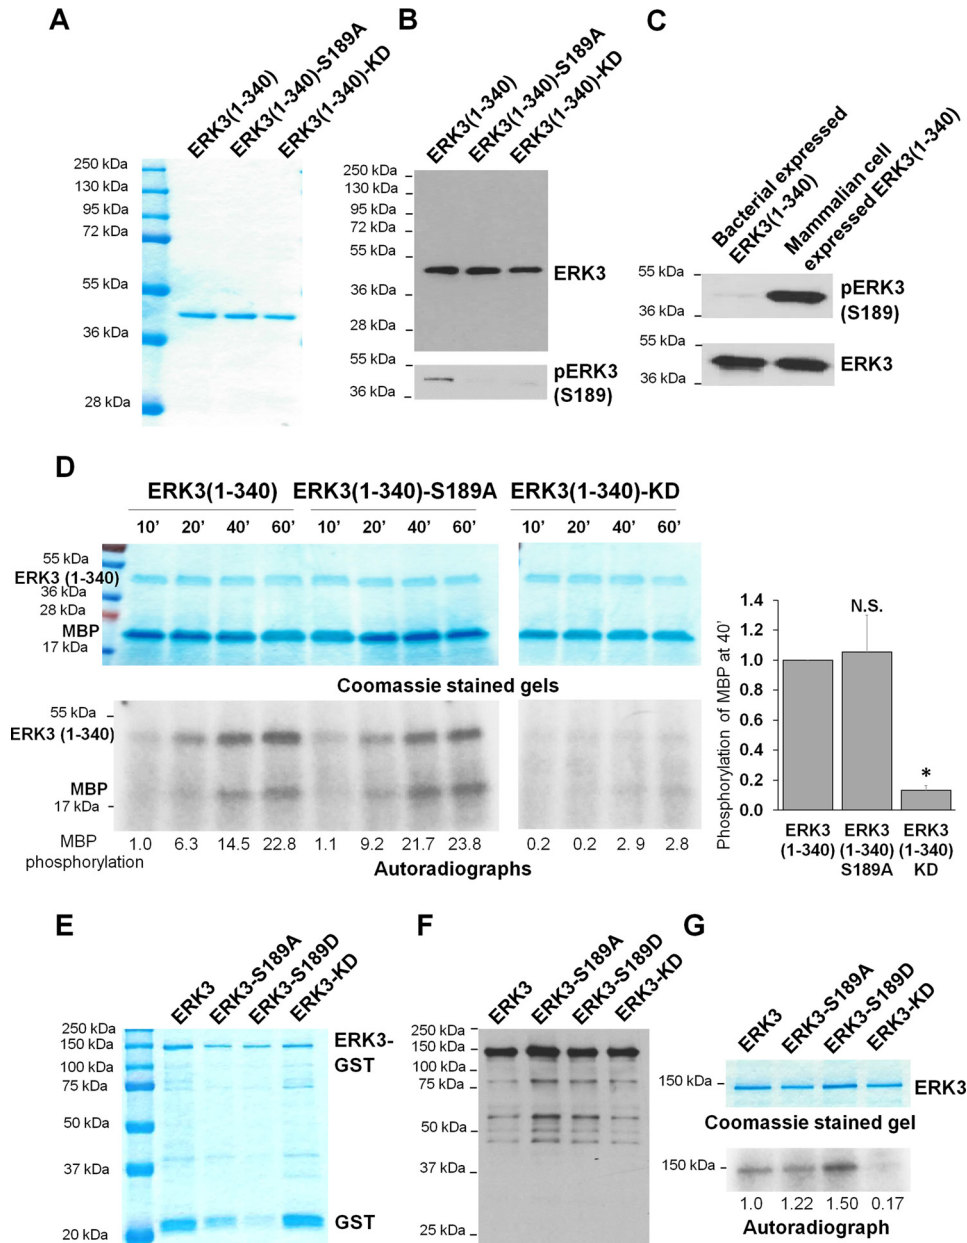 A
ERK3(1-340)
ERK3(1-340)-S189A
ERK3(1-340)-KD
250 kDa
130 kDa
95 kDa
72 kDa
55 kDa
36 kDa
28 kDa
B
ERK3(1-340)
ERK3(1-340)-S189A
ERK3(1-340)-KD
250 kDa
130 kDa
95 kDa
72 kDa
55 kDa
36 kDa
28 kDa
55 kDa
36 kDa
ERK3
pERK3
(S189)
C
Bacterial expressed
ERK3(1-340)
Mammalian cell
expressed ERK3(1-340)
55 kDa
36 kDa
pERK3
(S189)
55 kDa
36 kDa
ERK3
D
ERK3(1-340) ERK3(1-340)-S189A ERK3(1-340)-KD
10' 20' 40' 60' 10' 20' 40' 60' 10' 20' 40' 60'
55 kDa
ERK3 (1-340)
36 kDa
28 kDa
MBP
17 kDa
Coomassie stained gels
55 kDa
ERK3 (1-340)
MBP
17 kDa
MBP
phosphorylation
1.0 6.3 14.5 22.8 1.1 9.2 21.7 23.8 0.2 0.2 2.9 2.8
Autoradiographs
Phosphorylation of MBP at 40'
1.4
1.2
1.0
0.8
0.6
0.4
0.2
0.0
N.S.
*
ERK3 ERK3 ERK3
(1-340) (1-340) (1-340)
S189A KD
E
ERK3
ERK3-S189A
ERK3-S189D
ERK3-KD
250 kDa
150 kDa
100 kDa
75 kDa
50 kDa
37 kDa
20 kDa
ERK3-
GST
GST
F
ERK3
ERK3-S189A
ERK3-S189D
ERK3-KD
250 kDa
150 kDa
100 kDa
75 kDa
50 kDa
37 kDa
25 kDa
G
ERK3
ERK3-S189A
ERK3-S189D
ERK3-KD
150 kDa
ERK3
Coomassie stained gel
150 kDa
1.0 1.22 1.50 0.17
Autoradiograph